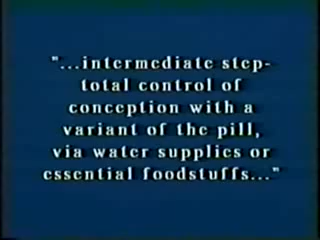 "...intermediate step-
total control of
conception with a
variant of the pill,
via water supplies or
essential foodstuffs..."